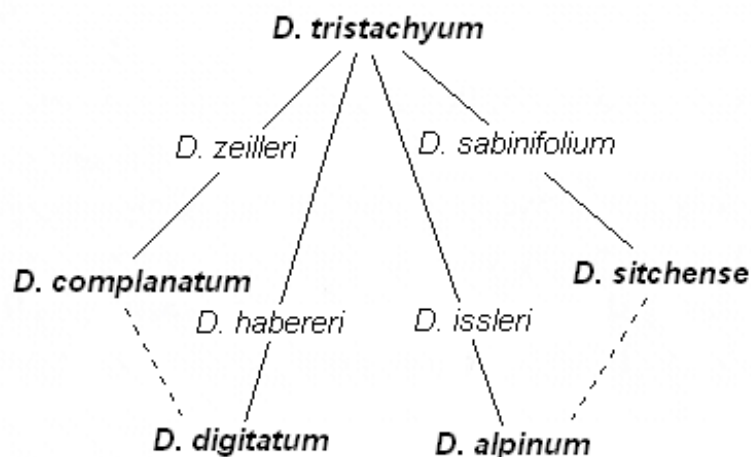 D. tristachyum
D. zeilleri
D. sabinifolium
D. complanatum
D. sitchense
D. habereri
D. issleri
D. digitatum
D. alpinum